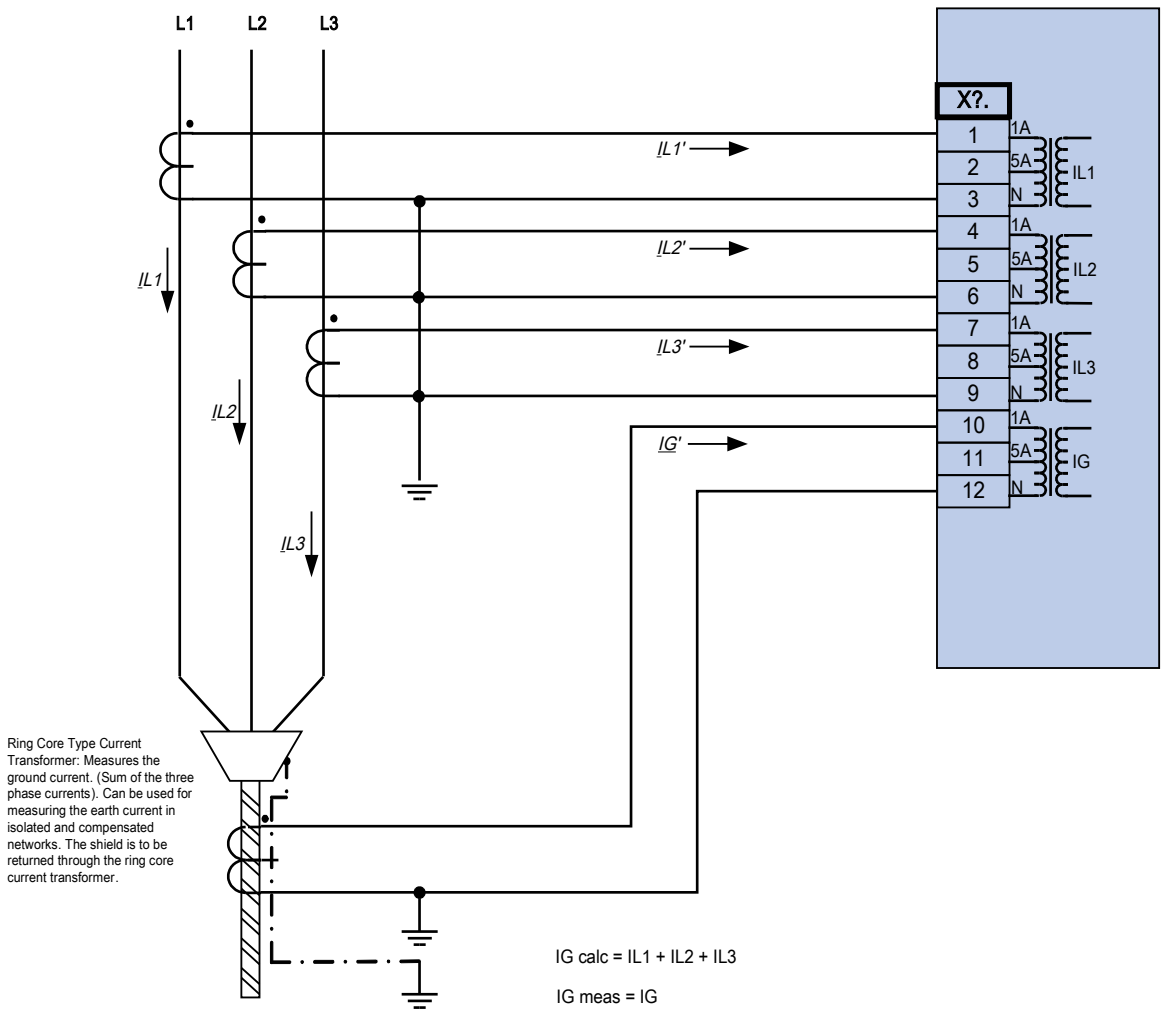 L1 L2 L3
X?.
1 1A
IL1'
2 5A IL1
3 N
4 1A
IL2'
5 5A IL2
IL1
6 N
7 1A
IL3'
8 5A IL3
9 N
IL2
10 1A
IG'
11 5A IG
12 N
IL3
Ring Core Type Current
Transformer: Measures the
ground current. (Sum of the three
phase currents). Can be used for
measuring the earth current in
isolated and compensated
networks. The shield is to be
returned through the ring core
current transformer.
IG calc = IL1 + IL2 + IL3
IG meas = IG